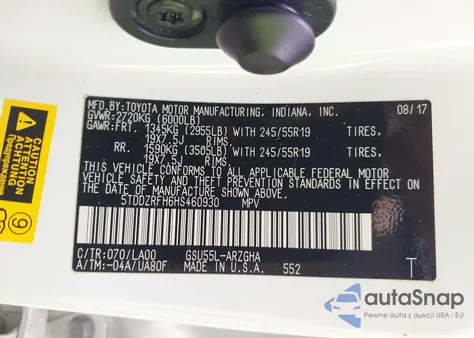 MFD.BY:TOYOTA MOTOR MANUFACTURING, INDIANA, INC. 08/17
GVWR: 2720KG (6000LB)
GAWR:FRT. 1345KG (2955LB) WITH 245/55R19 TIRES,
19X7.5J RIMS.
RR. 1590KG (3505LB) WITH 245/55R19 TIRES,
19X7.5J RIMS.
THIS VEHICLE CONFORMS TO ALL APPLICABLE FEDERAL MOTOR
VEHICLE SAFETY AND THEFT PREVENTION STANDARDS IN EFFECT
ON THE DATE OF MANUFACTURE SHOWN ABOVE.
5TDDZRFH6HS460930 MPV
C/TR:070/LA00 GSU55L-ARZGHA
A/TM:-04A/UA80F MADE IN U.S.A. 552 T
CAUTION
ACHTUNG
autoSnap
Pewne auta z USA i EU